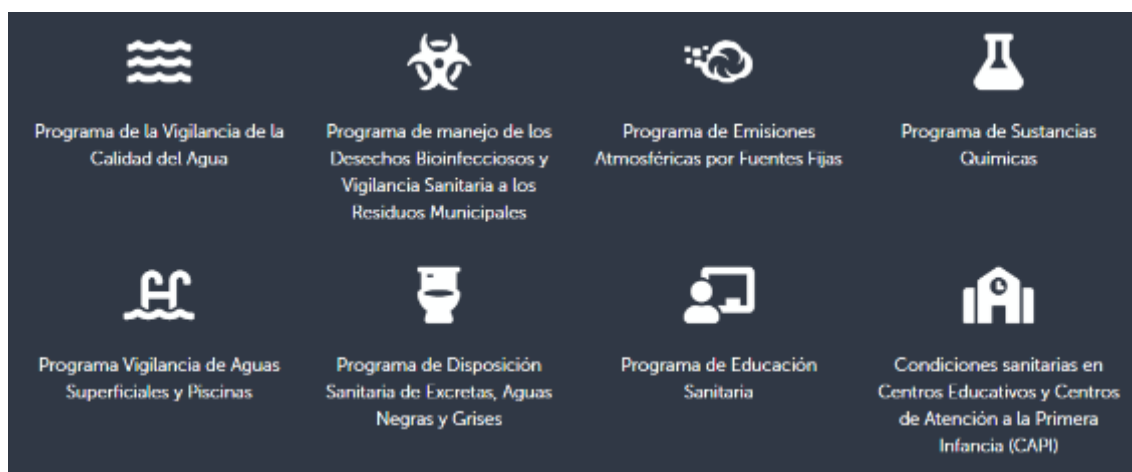 Programa de la Vigilancia de la
Calidad del Agua
Programa de manejo de los
Desechos Bioinfecciosos y
Vigilancia Sanitaria a los
Residuos Municipales
Programa de Emisiones
Atmosféricas por Fuentes Fijas
Programa de Sustancias
Quimicas
Programa Vigilancia de Aguas
Superficiales y Piscinas
Programa de Disposición
Sanitaria de Excretas, Aguas
Negras y Grises
Programa de Educación
Sanitaria
Condiciones sanitarias en
Centros Educativos y Centros
de Atención a la Primera
Infancia (CAPI)